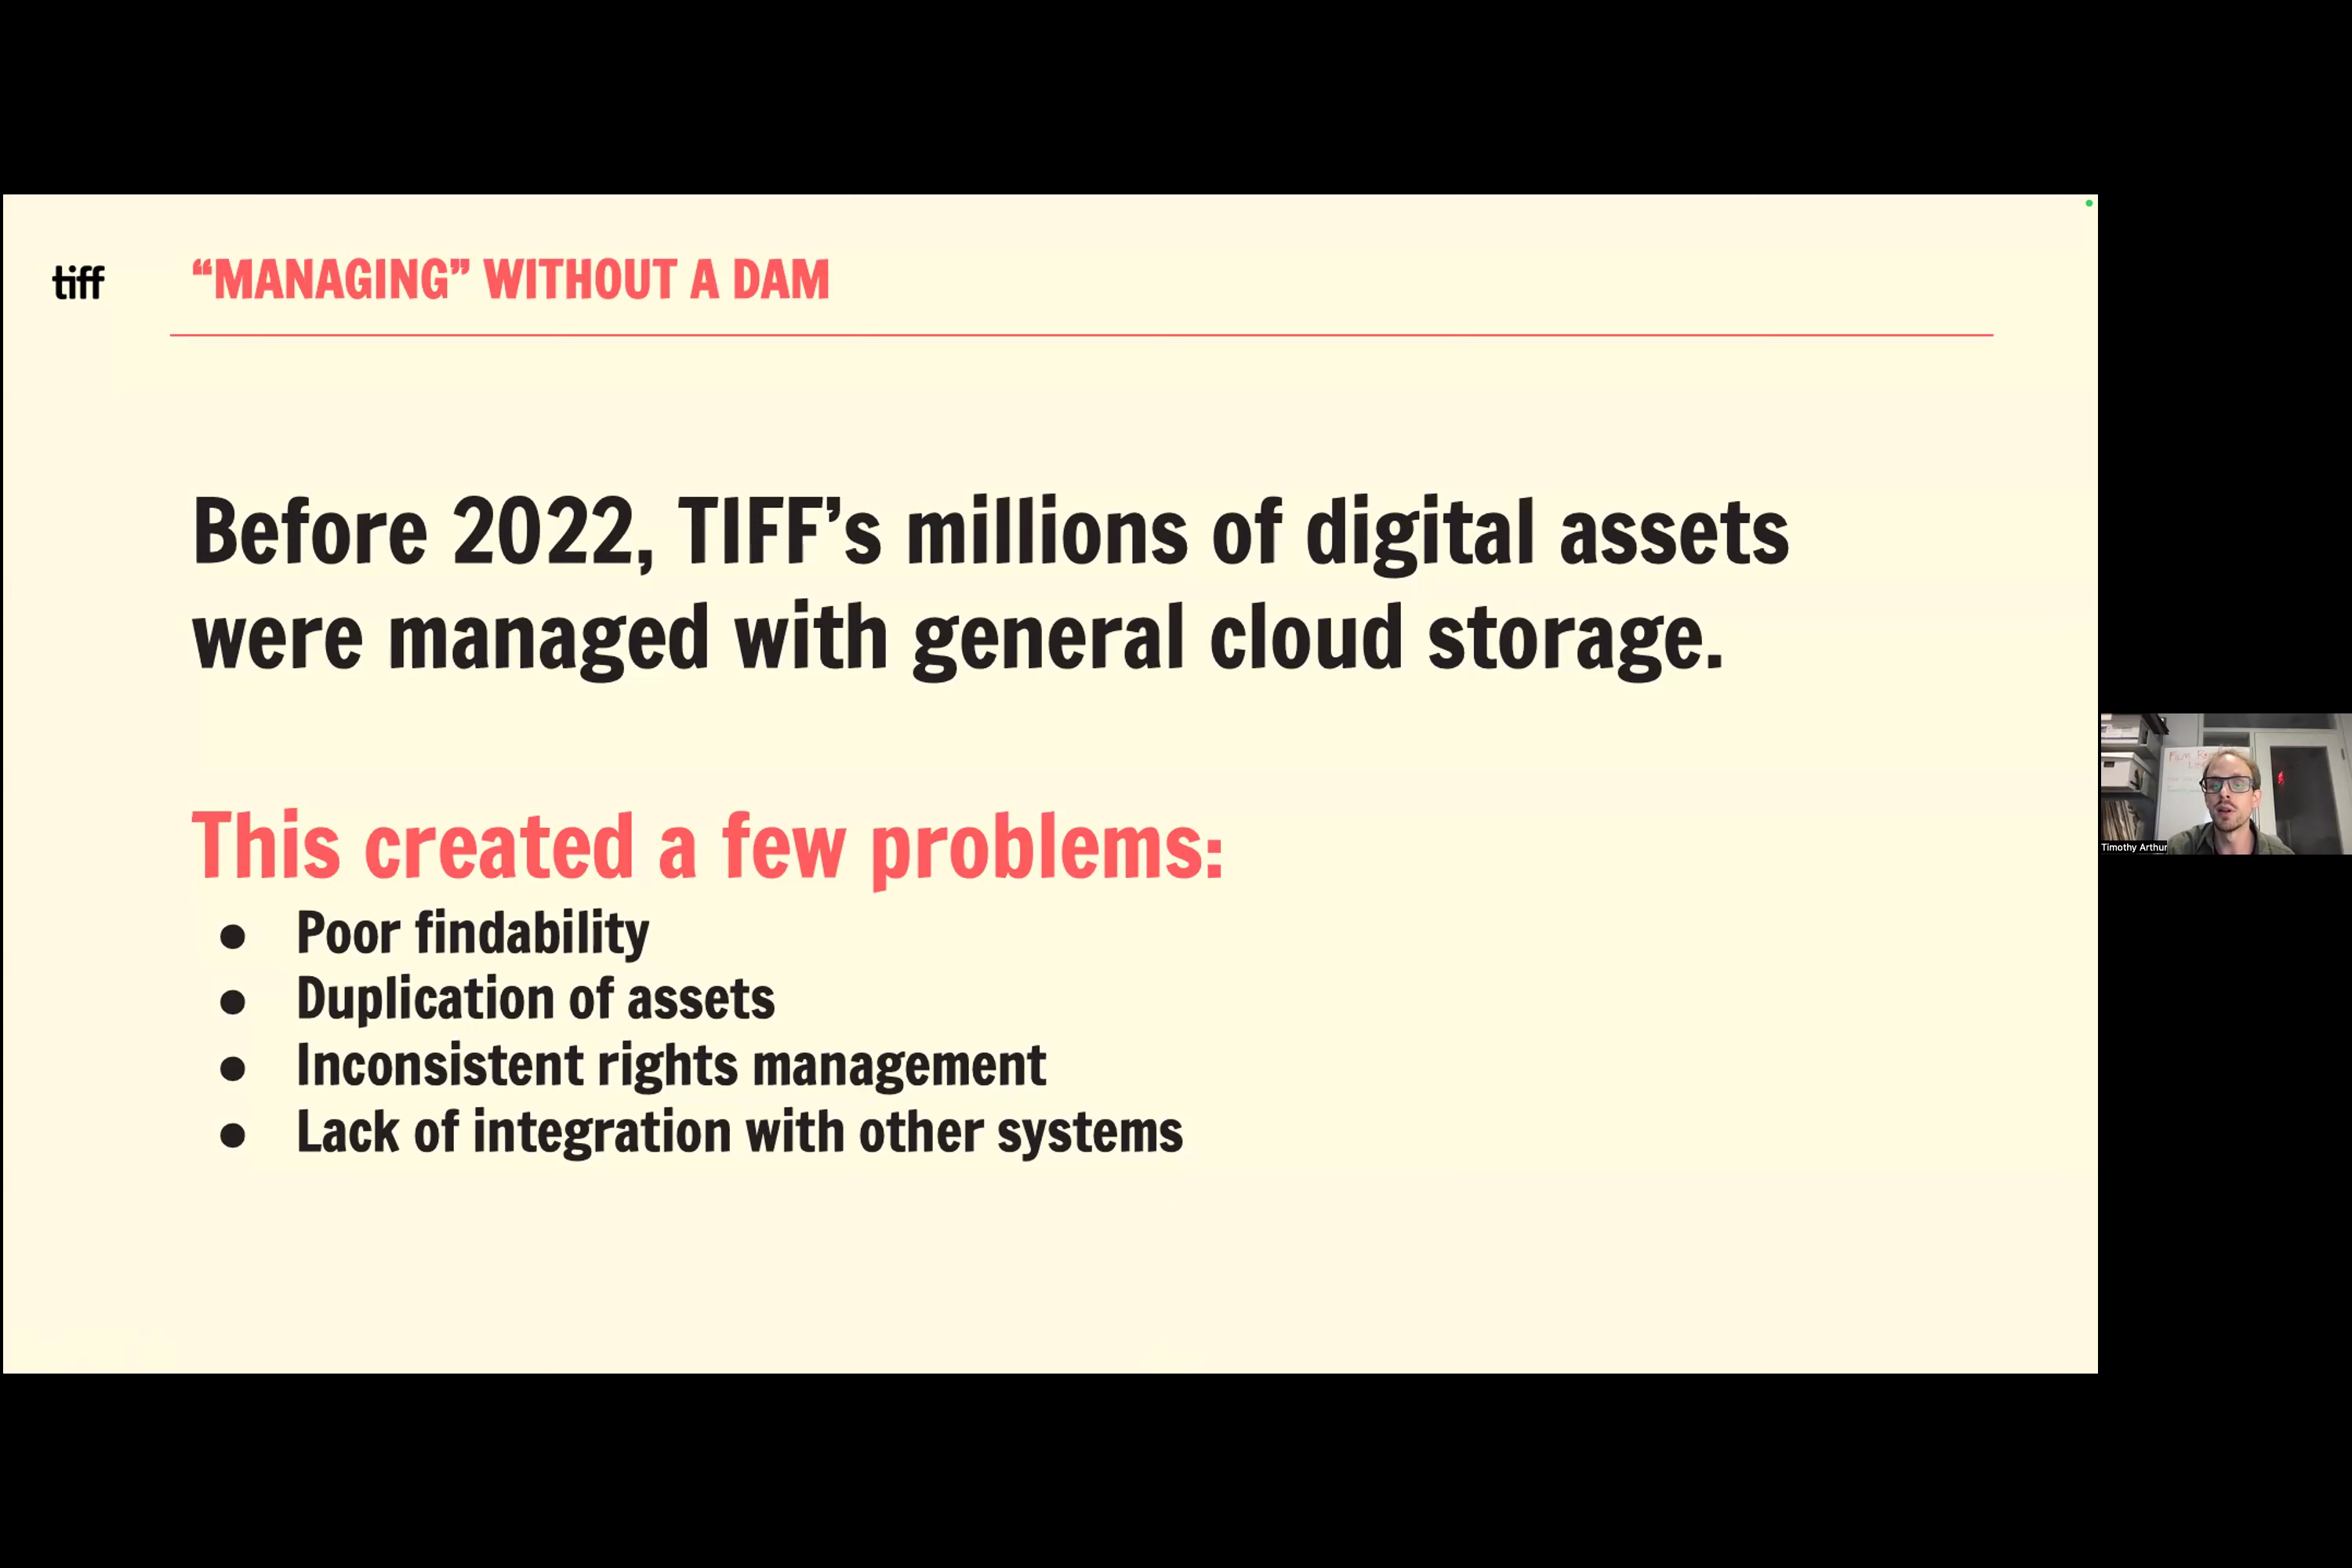 tiff
“MANAGING” WITHOUT A DAM
Before 2022, TIFF’s millions of digital assets
were managed with general cloud storage.
This created a few problems:
● Poor findability
● Duplication of assets
● Inconsistent rights management
● Lack of integration with other systems
Timothy Arthur